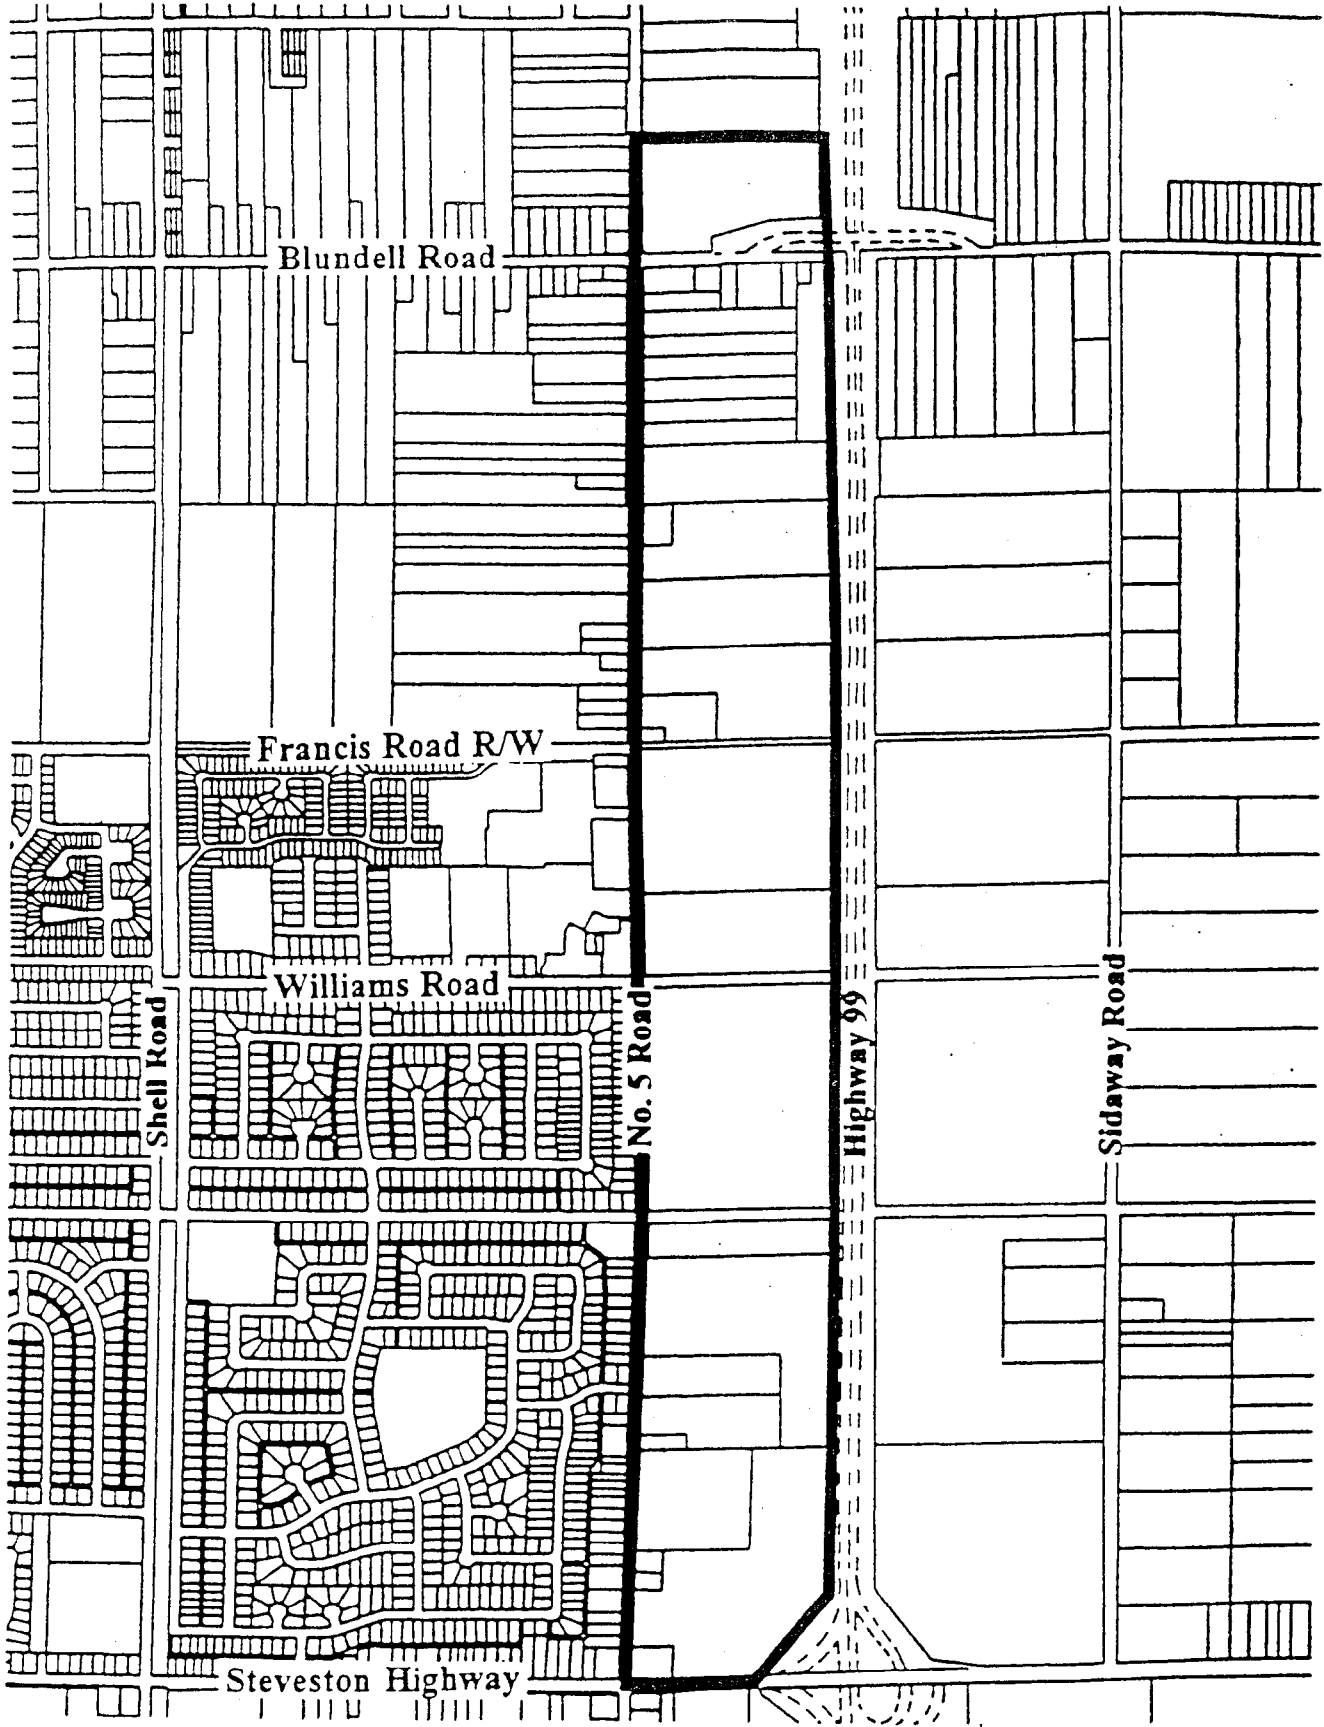 Blundell Road
Francis Road R/W
Williams Road
Shell Road
No. 5 Road
Highway 99
Sidaway Road
Steveston Highway